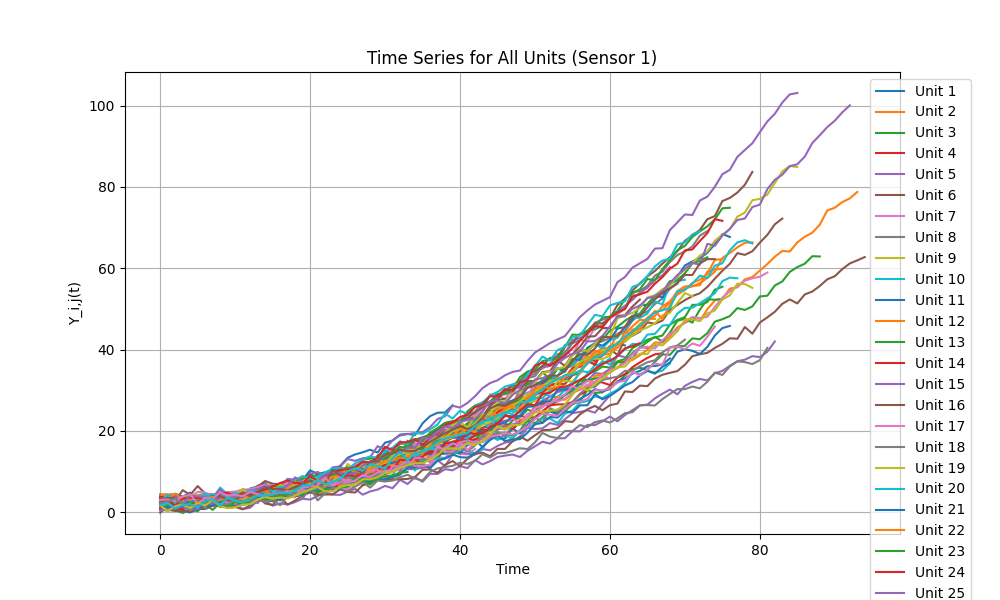 Time Series for All Units (Sensor 1)
Y_i,j(t)
100
80
60
40
20
0
0 20 40 60 80
Time
Unit 1
Unit 2
Unit 3
Unit 4
Unit 5
Unit 6
Unit 7
Unit 8
Unit 9
Unit 10
Unit 11
Unit 12
Unit 13
Unit 14
Unit 15
Unit 16
Unit 17
Unit 18
Unit 19
Unit 20
Unit 21
Unit 22
Unit 23
Unit 24
Unit 25